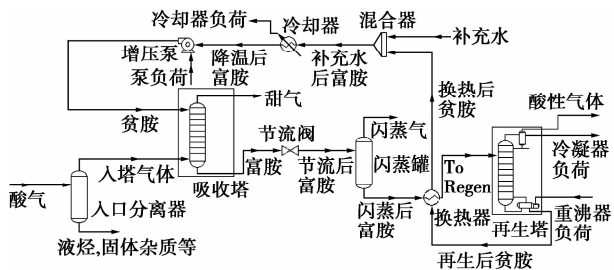 冷却器负荷
冷却器
混合器
补充水
增压泵
泵负荷
降温后
富胺
补充水
后富胺
换热后
贫胺
酸性气体
甜气
节流阀
闪蒸气
冷凝器
负荷
贫胺
入塔气体
富胺
节流后
富胺
闪蒸罐
To
Regen
吸收塔
酸气
入口分离器
闪蒸后
富胺
换热器
再生塔
重沸器
负荷
液烃,固体杂质等
再生后贫胺